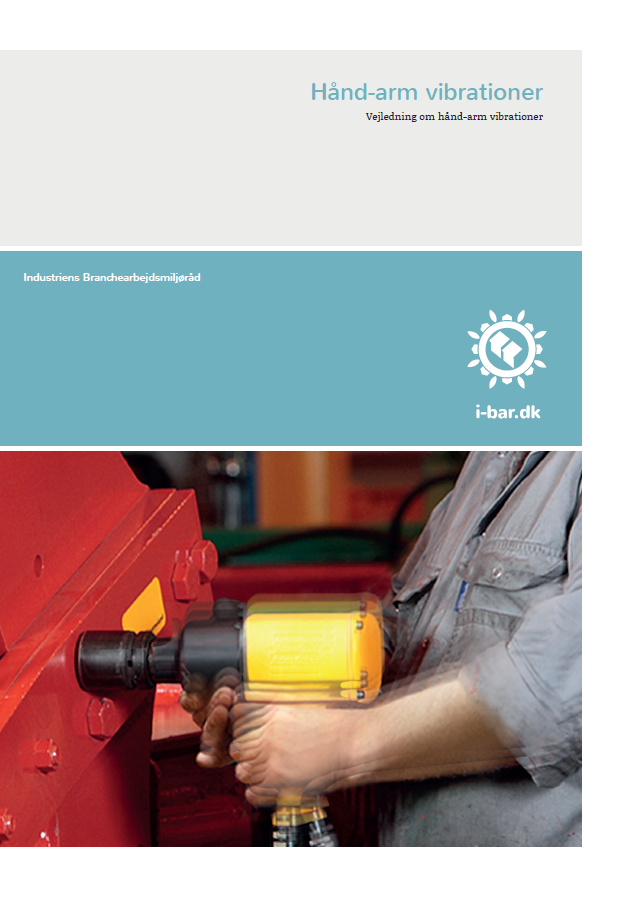 Hånd-arm vibrationer
Vejledning om hånd-arm vibrationer
Industriens Branchearbejdsmiljøråd
i-bar.dk